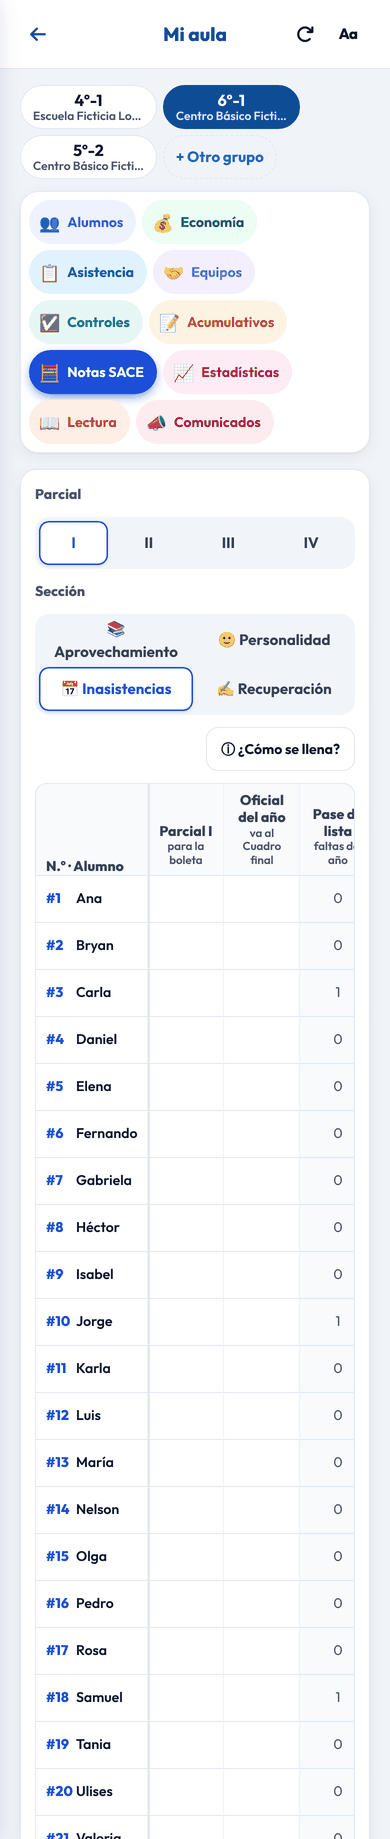 Mi aula
Aa
4º-1
Escuela Ficticia Lo...
6º-1
Centro Básico Ficti...
5º-2
Centro Básico Ficti...
+ Otro grupo
Alumnos
Economía
Asistencia
Equipos
Controles
Acumulativos
Notas SACE
Estadísticas
Lectura
Comunicados
Parcial
I
II
III
IV
Sección
Aprovechamiento
Personalidad
Inasistencias
Recuperación
ⓘ ¿Cómo se llena?
N.º · Alumno
Parcial I
para la
boleta
Oficial
del año
va al
Cuadro
final
Pase d
lista
faltas d
año
#1 Ana 0
#2 Bryan 0
#3 Carla 1
#4 Daniel 0
#5 Elena 0
#6 Fernando 0
#7 Gabriela 0
#8 Héctor 0
#9 Isabel 0
#10 Jorge 1
#11 Karla 0
#12 Luis 0
#13 María 0
#14 Nelson 0
#15 Olga 0
#16 Pedro 0
#17 Rosa 0
#18 Samuel 1
#19 Tania 0
#20 Ulises 0
#21 Valeria 0